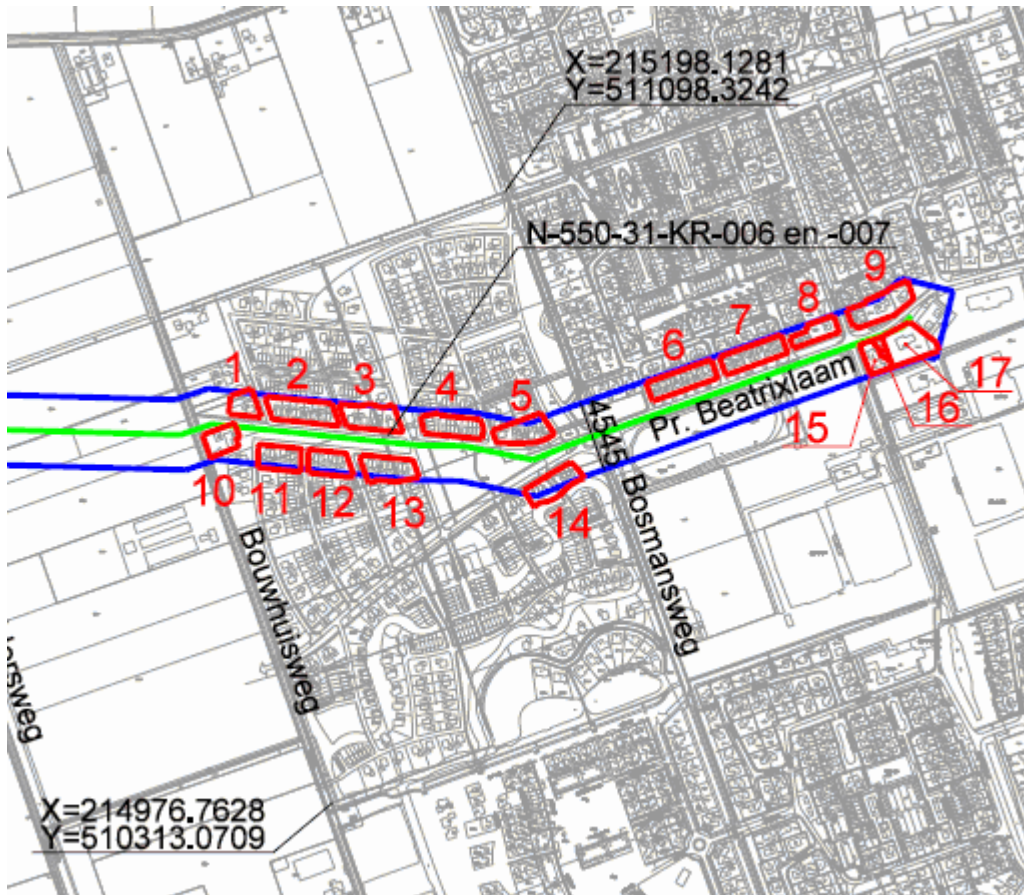 X=215198.1281
Y=511098.3242
N-550-31-KR-006 en -007
1
2
3
4
5
6
7
8
9
Pr. Beatrixlaam
4545
Bosmansweg
10
11
12
13
14
15
16
17
Bouwhuisweg
X=214976.7628
Y=510313.0709